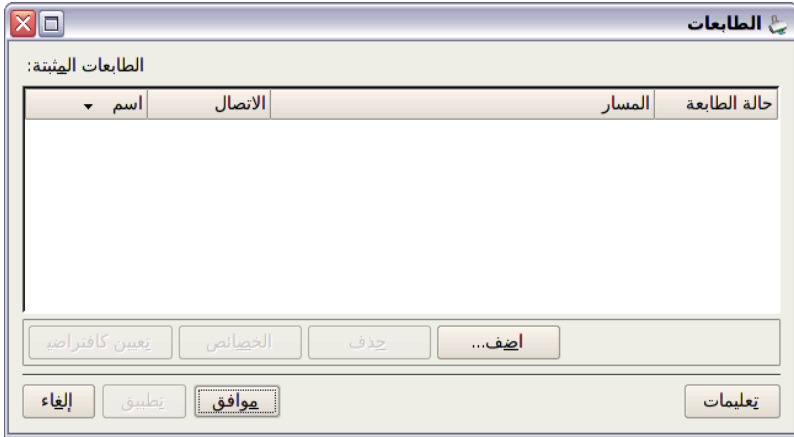 الطابعات
الطابعات المثبتة:
حالة الطابعة المسار الاتصال اسم
اضف... حذف الخصائص تعيين كافتراضي
تعليمات موافق تطبيق إلغاء